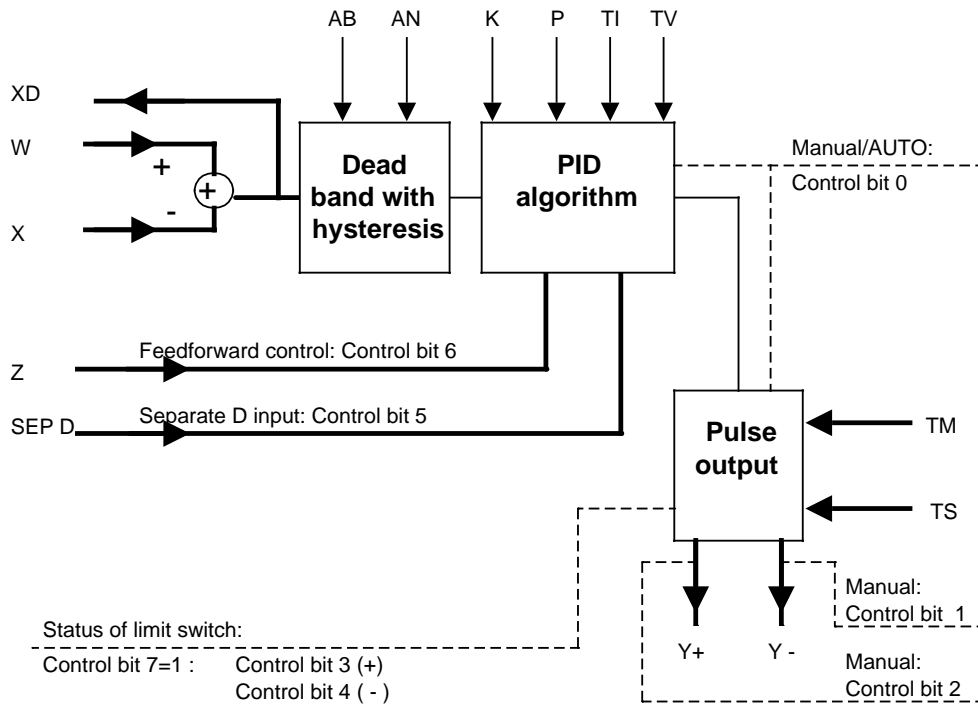 AB AN K P TI TV
XD
W
+
+
-
X
Dead
band with
hysteresis
PID
algorithm
Manual/AUTO:
Control bit 0
Feedforward control: Control bit 6
Z
Separate D input: Control bit 5
SEP D
Pulse
output
TM
TS
Manual:
Control bit 1
Status of limit switch:
Y+ Y -
Control bit 7=1 : Control bit 3 (+)
Control bit 4 ( - )
Manual:
Control bit 2